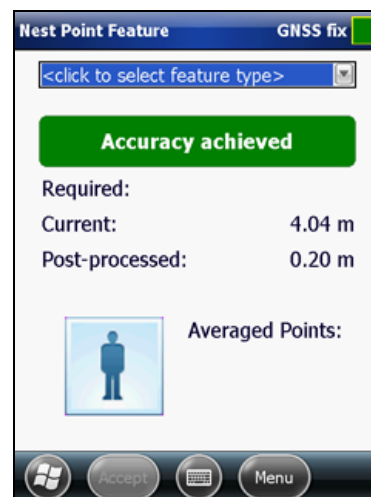 Nest Point Feature GNSS fix
<click to select feature type>
Accuracy achieved
Required:
Current: 4.04 m
Post-processed: 0.20 m
Averaged Points:
Accept Menu